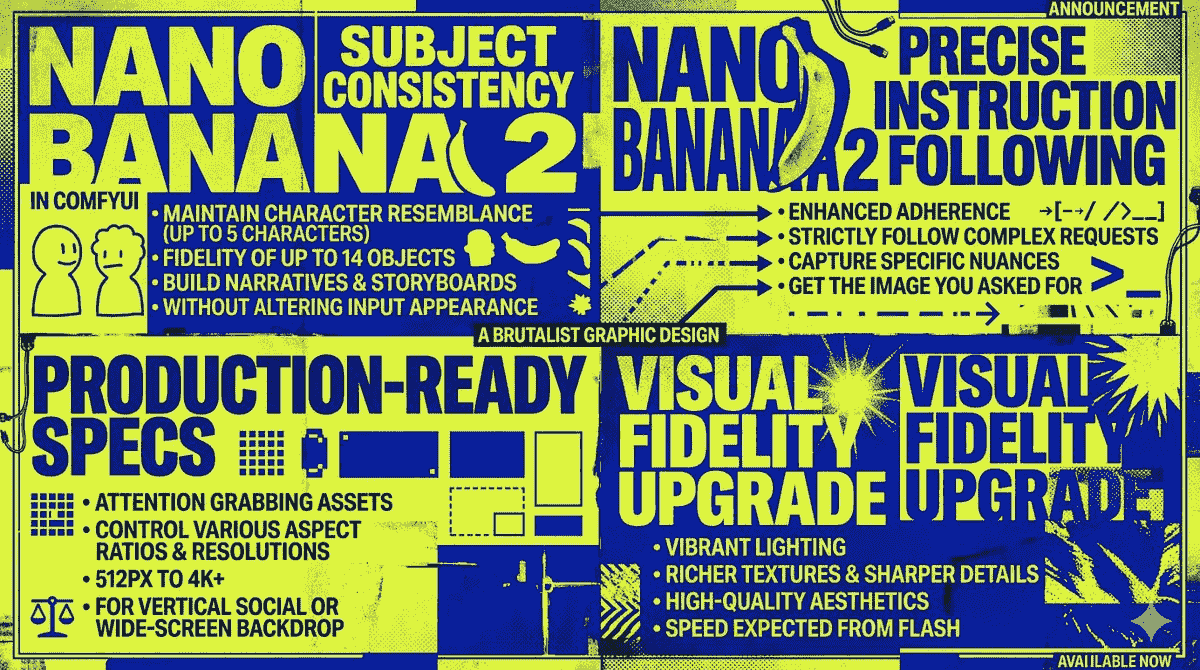 ANNOUNCEMENT
NANO
BANANA 2
SUBJECT
CONSISTENCY
IN COMFYUI
• MAINTAIN CHARACTER RESEMBLANCE
(UP TO 5 CHARACTERS)
• FIDELITY OF UP TO 14 OBJECTS
• BUILD NARRATIVES & STORYBOARDS
• WITHOUT ALTERING INPUT APPEARANCE
NANO
BANANA 2
PRECISE
INSTRUCTION
FOLLOWING
• ENHANCED ADHERENCE
• STRICTLY FOLLOW COMPLEX REQUESTS
• CAPTURE SPECIFIC NUANCES
• GET THE IMAGE YOU ASKED FOR
>_
A BRUTALIST GRAPHIC DESIGN
PRODUCTION-READY
SPECS
• ATTENTION GRABBING ASSETS
• CONTROL VARIOUS ASPECT
RATIOS & RESOLUTIONS
• 512PX TO 4K+
• FOR VERTICAL SOCIAL OR
WIDE-SCREEN BACKDROP
VISUAL
FIDELITY
UPGRADE
VISUAL
FIDELITY
UPGRADE
• VIBRANT LIGHTING
• RICHER TEXTURES & SHARPER DETAILS
• HIGH-QUALITY AESTHETICS
• SPEED EXPECTED FROM FLASH
AVAIILABLE NOW